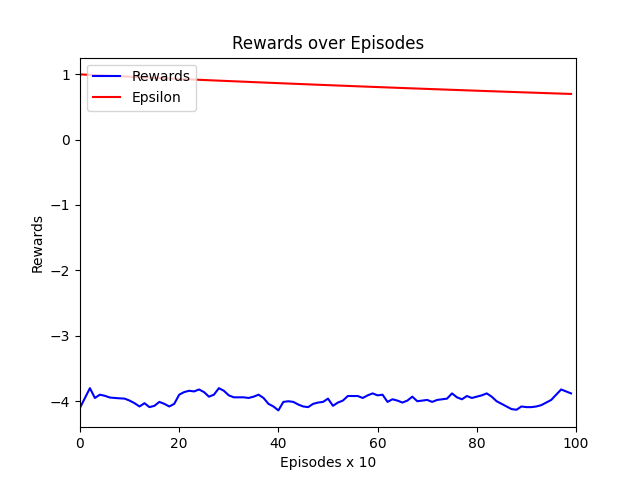 Rewards over Episodes
Rewards
Epsilon
1
0
−1
−2
−3
−4
Rewards
0 20 40 60 80 100
Episodes x 10